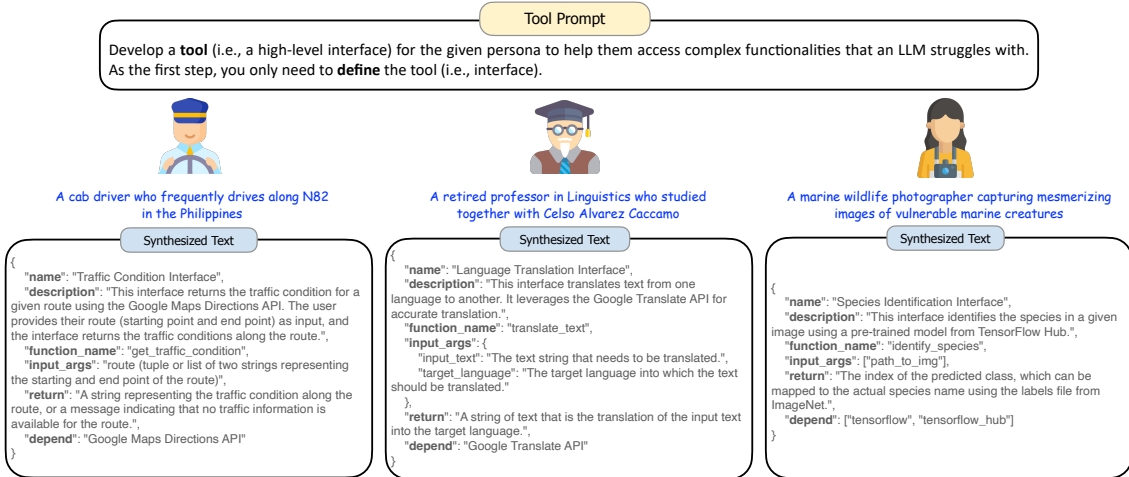 Tool Prompt
Develop a tool (i.e., a high-level interface) for the given persona to help them access complex functionalities that an LLM struggles with.
As the first step, you only need to define the tool (i.e., interface).
A cab driver who frequently drives along N82
in the Philippines
Synthesized Text
{
"name": "Traffic Condition Interface",
"description": "This interface returns the traffic condition for a
given route using the Google Maps Directions API. The user
provides their route (starting point and end point) as input, and
the interface returns the traffic conditions along the route.",
"function_name": "get_traffic_condition",
"input_args": "route (tuple or list of two strings representing
the starting and end point of the route)",
"return": "A string representing the traffic condition along the
route, or a message indicating that no traffic information is
available for the route.",
"depend": "Google Maps Directions API"
}
A retired professor in Linguistics who studied
together with Celso Alvarez Caccamo
Synthesized Text
{
"name": "Language Translation Interface",
"description": "This interface translates text from one
language to another. It leverages the Google Translate API for
accurate translation.",
"function_name": "translate_text",
"input_args": {
"input_text": "The text string that needs to be translated.",
"target_language": "The target language into which the text
should be translated."
},
"return": "A string of text that is the translation of the input text
into the target language.",
"depend": "Google Translate API"
}
A marine wildlife photographer capturing mesmerizing
images of vulnerable marine creatures
Synthesized Text
{
"name": "Species Identification Interface",
"description": "This interface identifies the species in a given
image using a pre-trained model from TensorFlow Hub.",
"function_name": "identify_species",
"input_args": ["path_to_img"],
"return": "The index of the predicted class, which can be
mapped to the actual species name using the labels file from
ImageNet.",
"depend": ["tensorflow", "tensorflow_hub"]
}